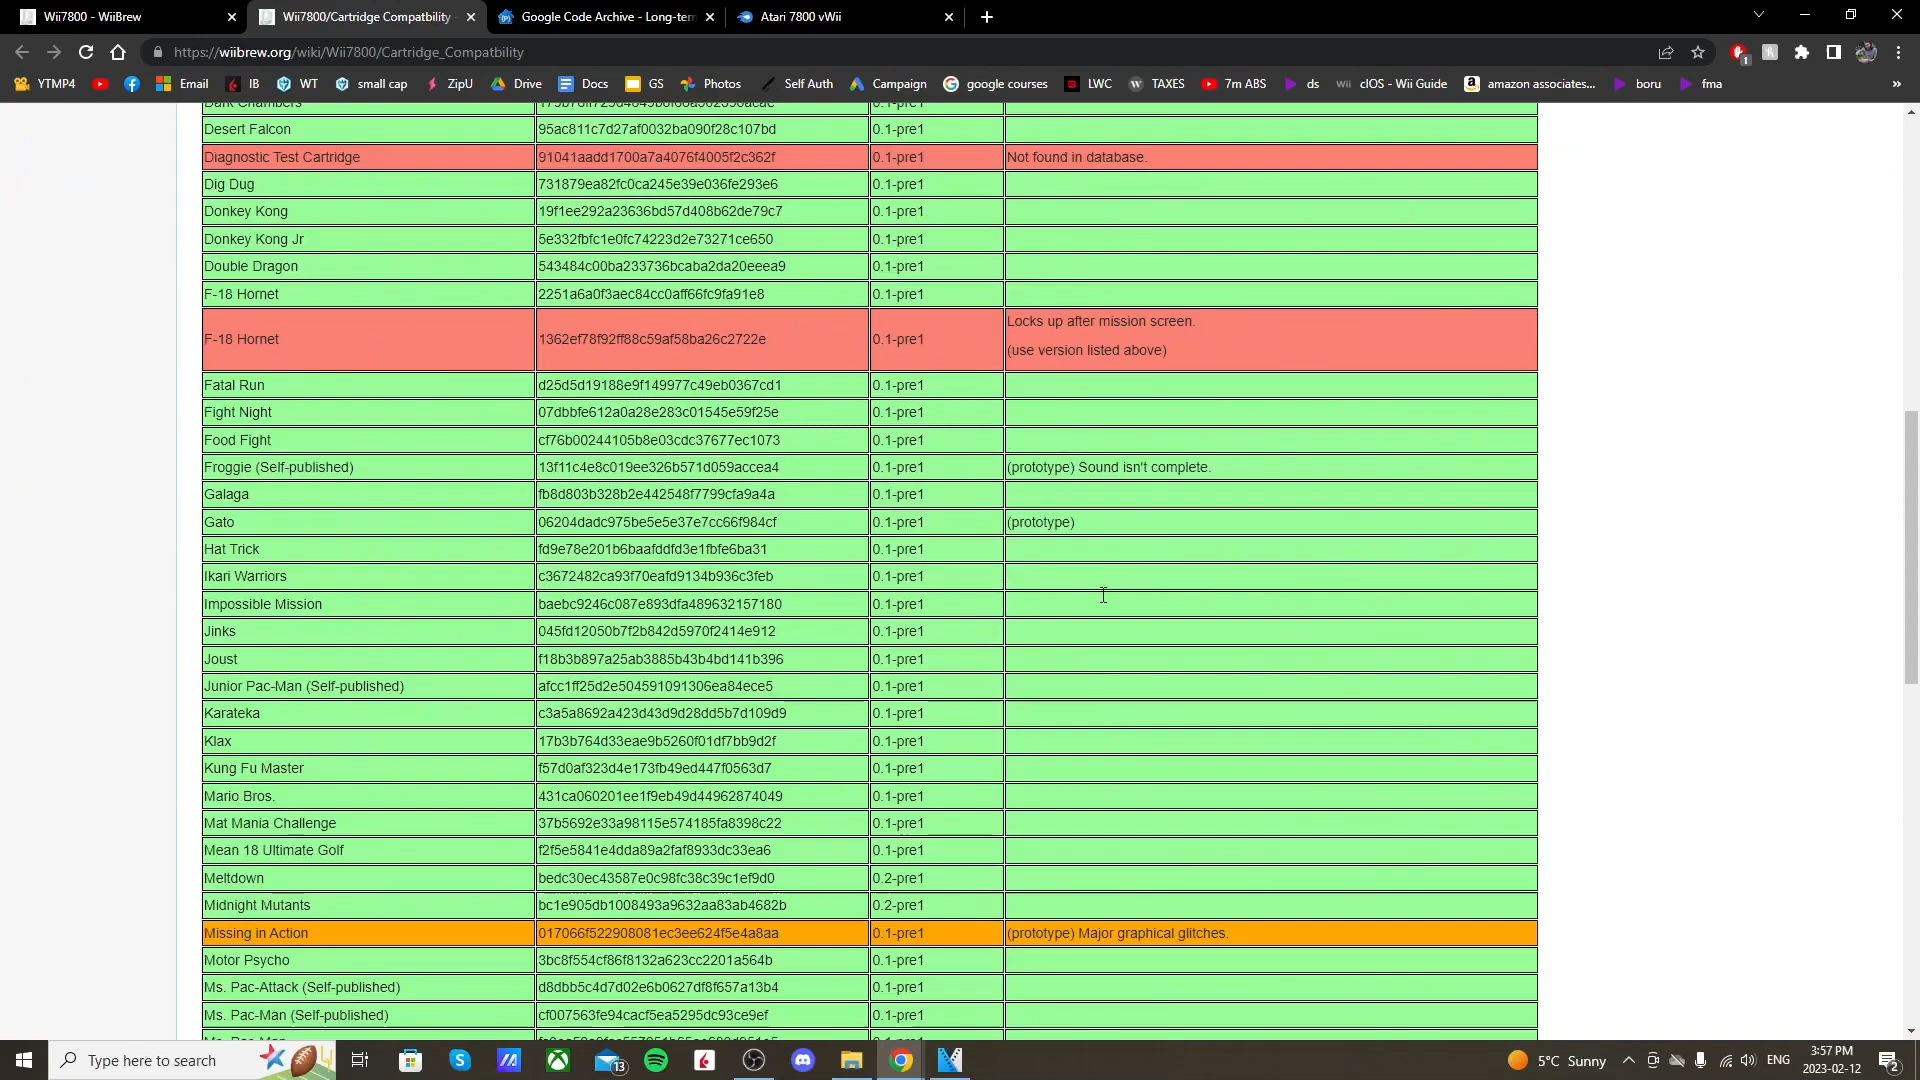 Wii7800 - WiiBrew
Wii7800/Cartridge Compatbility -
Google Code Archive - Long-ter
Atari 7800 vWii
https://wiibrew.org/wiki/Wii7800/Cartridge_Compatbility
1
YTMP4 Email IB WT small cap ZipU Drive Docs GS Photos Self Auth Campaign google courses LWC TAXES 7m ABS ds cIOS - Wii Guide amazon associates... boru fma »
Dark Chambers
Desert Falcon 95ac811c7d27af0032ba090f28c107bd 0.1-pre1
Diagnostic Test Cartridge 91041aadd1700a7a4076f4005f2c362f 0.1-pre1 Not found in database.
Dig Dug 731879ea82fc0ca245e39e036fe293e6 0.1-pre1
Donkey Kong 19f1ee292a23636bd57d408b62de79c7 0.1-pre1
Donkey Kong Jr 5e332fbfc1e0fc74223d2e73271ce650 0.1-pre1
Double Dragon 543484c00ba233736bcaba2da20eeea9 0.1-pre1
F-18 Hornet 2251a6a0f3aec84cc0aff66fc9fa91e8 0.1-pre1
F-18 Hornet 1362ef78f92ff88c59af58ba26c2722e 0.1-pre1 Locks up after mission screen.
(use version listed above)
Fatal Run d25d5d19188e9f149977c49eb0367cd1 0.1-pre1
Fight Night 07dbbfe612a0a28e283c01545e59f25e 0.1-pre1
Food Fight cf76b00244105b8e03cdc37677ec1073 0.1-pre1
Froggie (Self-published) 13f11c4e8c019ee326b571d059accea4 0.1-pre1 (prototype) Sound isn't complete.
Galaga fb8d803b328b2e442548f7799cfa9a4a 0.1-pre1
Gato 06204dadc975be5e5e37e7cc66f984cf 0.1-pre1 (prototype)
Hat Trick fd9e78e201b6baafddfd3e1fbfe6ba31 0.1-pre1
Ikari Warriors c3672482ca93f70eafd9134b936c3feb 0.1-pre1
Impossible Mission baebc9246c087e893dfa489632157180 0.1-pre1
Jinks 045fd12050b7f2b842d5970f2414e912 0.1-pre1
Joust f18b3b897a25ab3885b43b4bd141b396 0.1-pre1
Junior Pac-Man (Self-published) afcc1ff25d2e504591091306ea84ece5 0.1-pre1
Karateka c3a5a8692a423d43d9d28dd5b7d109d9 0.1-pre1
Klax 17b3b764d33eae9b5260f01df7bb9d2f 0.1-pre1
Kung Fu Master f57d0af323d4e173fb49ed447f0563d7 0.1-pre1
Mario Bros. 431ca060201ee1f9eb49d44962874049 0.1-pre1
Mat Mania Challenge 37b5692e33a98115e574185fa8398c22 0.1-pre1
Mean 18 Ultimate Golf f2f5e5841e4dda89a2faf8933dc33ea6 0.1-pre1
Meltdown bedc30ec43587e0c98fc38c39c1ef9d0 0.2-pre1
Midnight Mutants bc1e905db1008493a9632aa83ab4682b 0.2-pre1
Missing in Action 017066f522908081ec3ee624f5e4a8aa 0.1-pre1 (prototype) Major graphical glitches.
Motor Psycho 3bc8f554cf86f8132a623cc2201a564b 0.1-pre1
Ms. Pac-Attack (Self-published) d8dbb5c4d7d02e6b0627df8f657a13b4 0.1-pre1
Ms. Pac-Man (Self-published) cf007563fe94cacf5ea5295dc93ce9ef 0.1-pre1
Type here to search
13
5°C Sunny
ENG
3:57 PM
2023-02-12
2